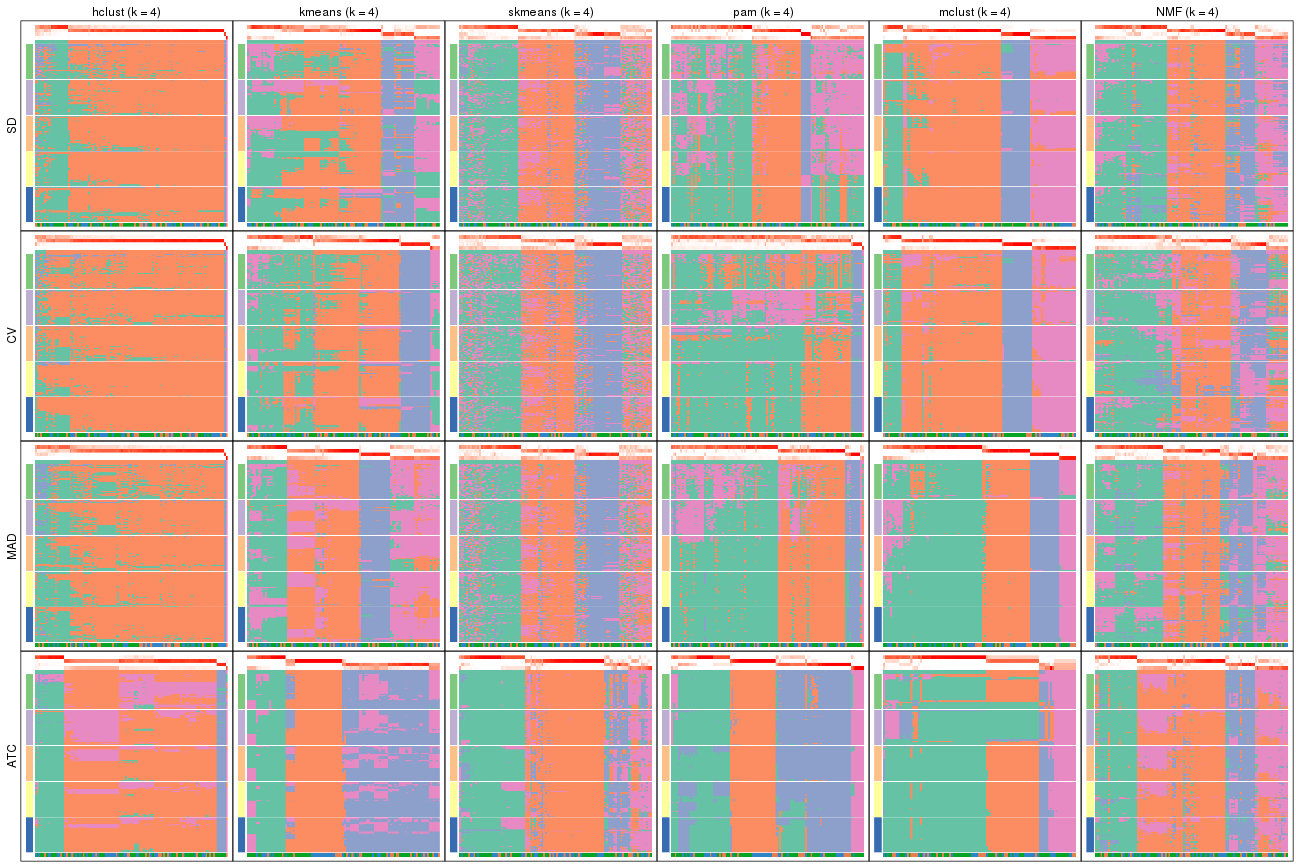 hclust (k = 4) kmeans (k = 4) skmeans (k = 4) pam (k = 4) mclust (k = 4) NMF (k = 4)
SD
CV
MAD
ATC